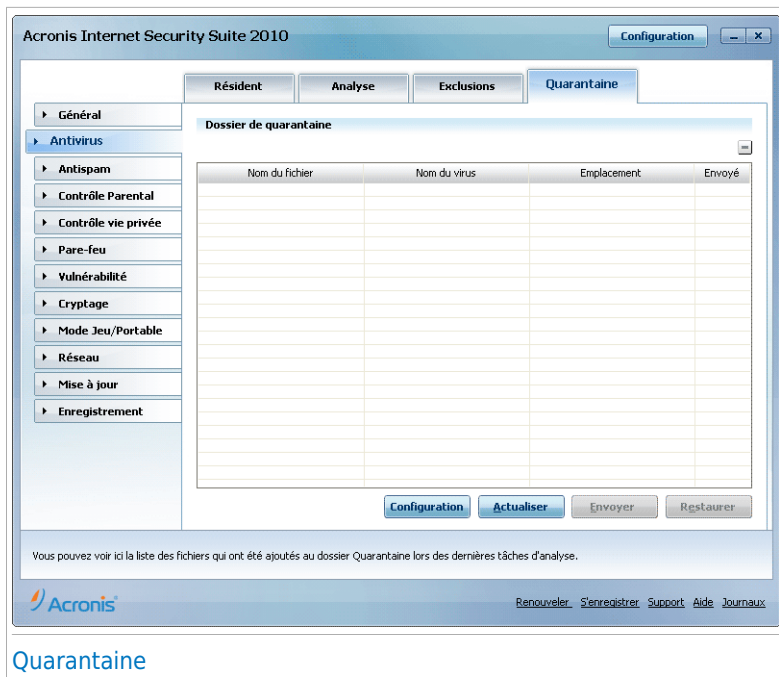 Acronis Internet Security Suite 2010
Configuration
Résident Analyse Exclusions Quarantaine
Général
Antivirus
Antispam
Contrôle Parental
Contrôle vie privée
Pare-feu
Vulnérabilité
Cryptage
Mode Jeu/Portable
Réseau
Mise à jour
Enregistrement
Dossier de quarantaine
Nom du fichier Nom du virus Emplacement Envoyé
Configuration Actualiser Envoyer Restaurer
Vous pouvez voir ici la liste des fichiers qui ont été ajoutés au dossier Quarantaine lors des dernières tâches d'analyse.
Acronis
Renouveler S'enregistrer Support Aide Journaux
Quarantaine